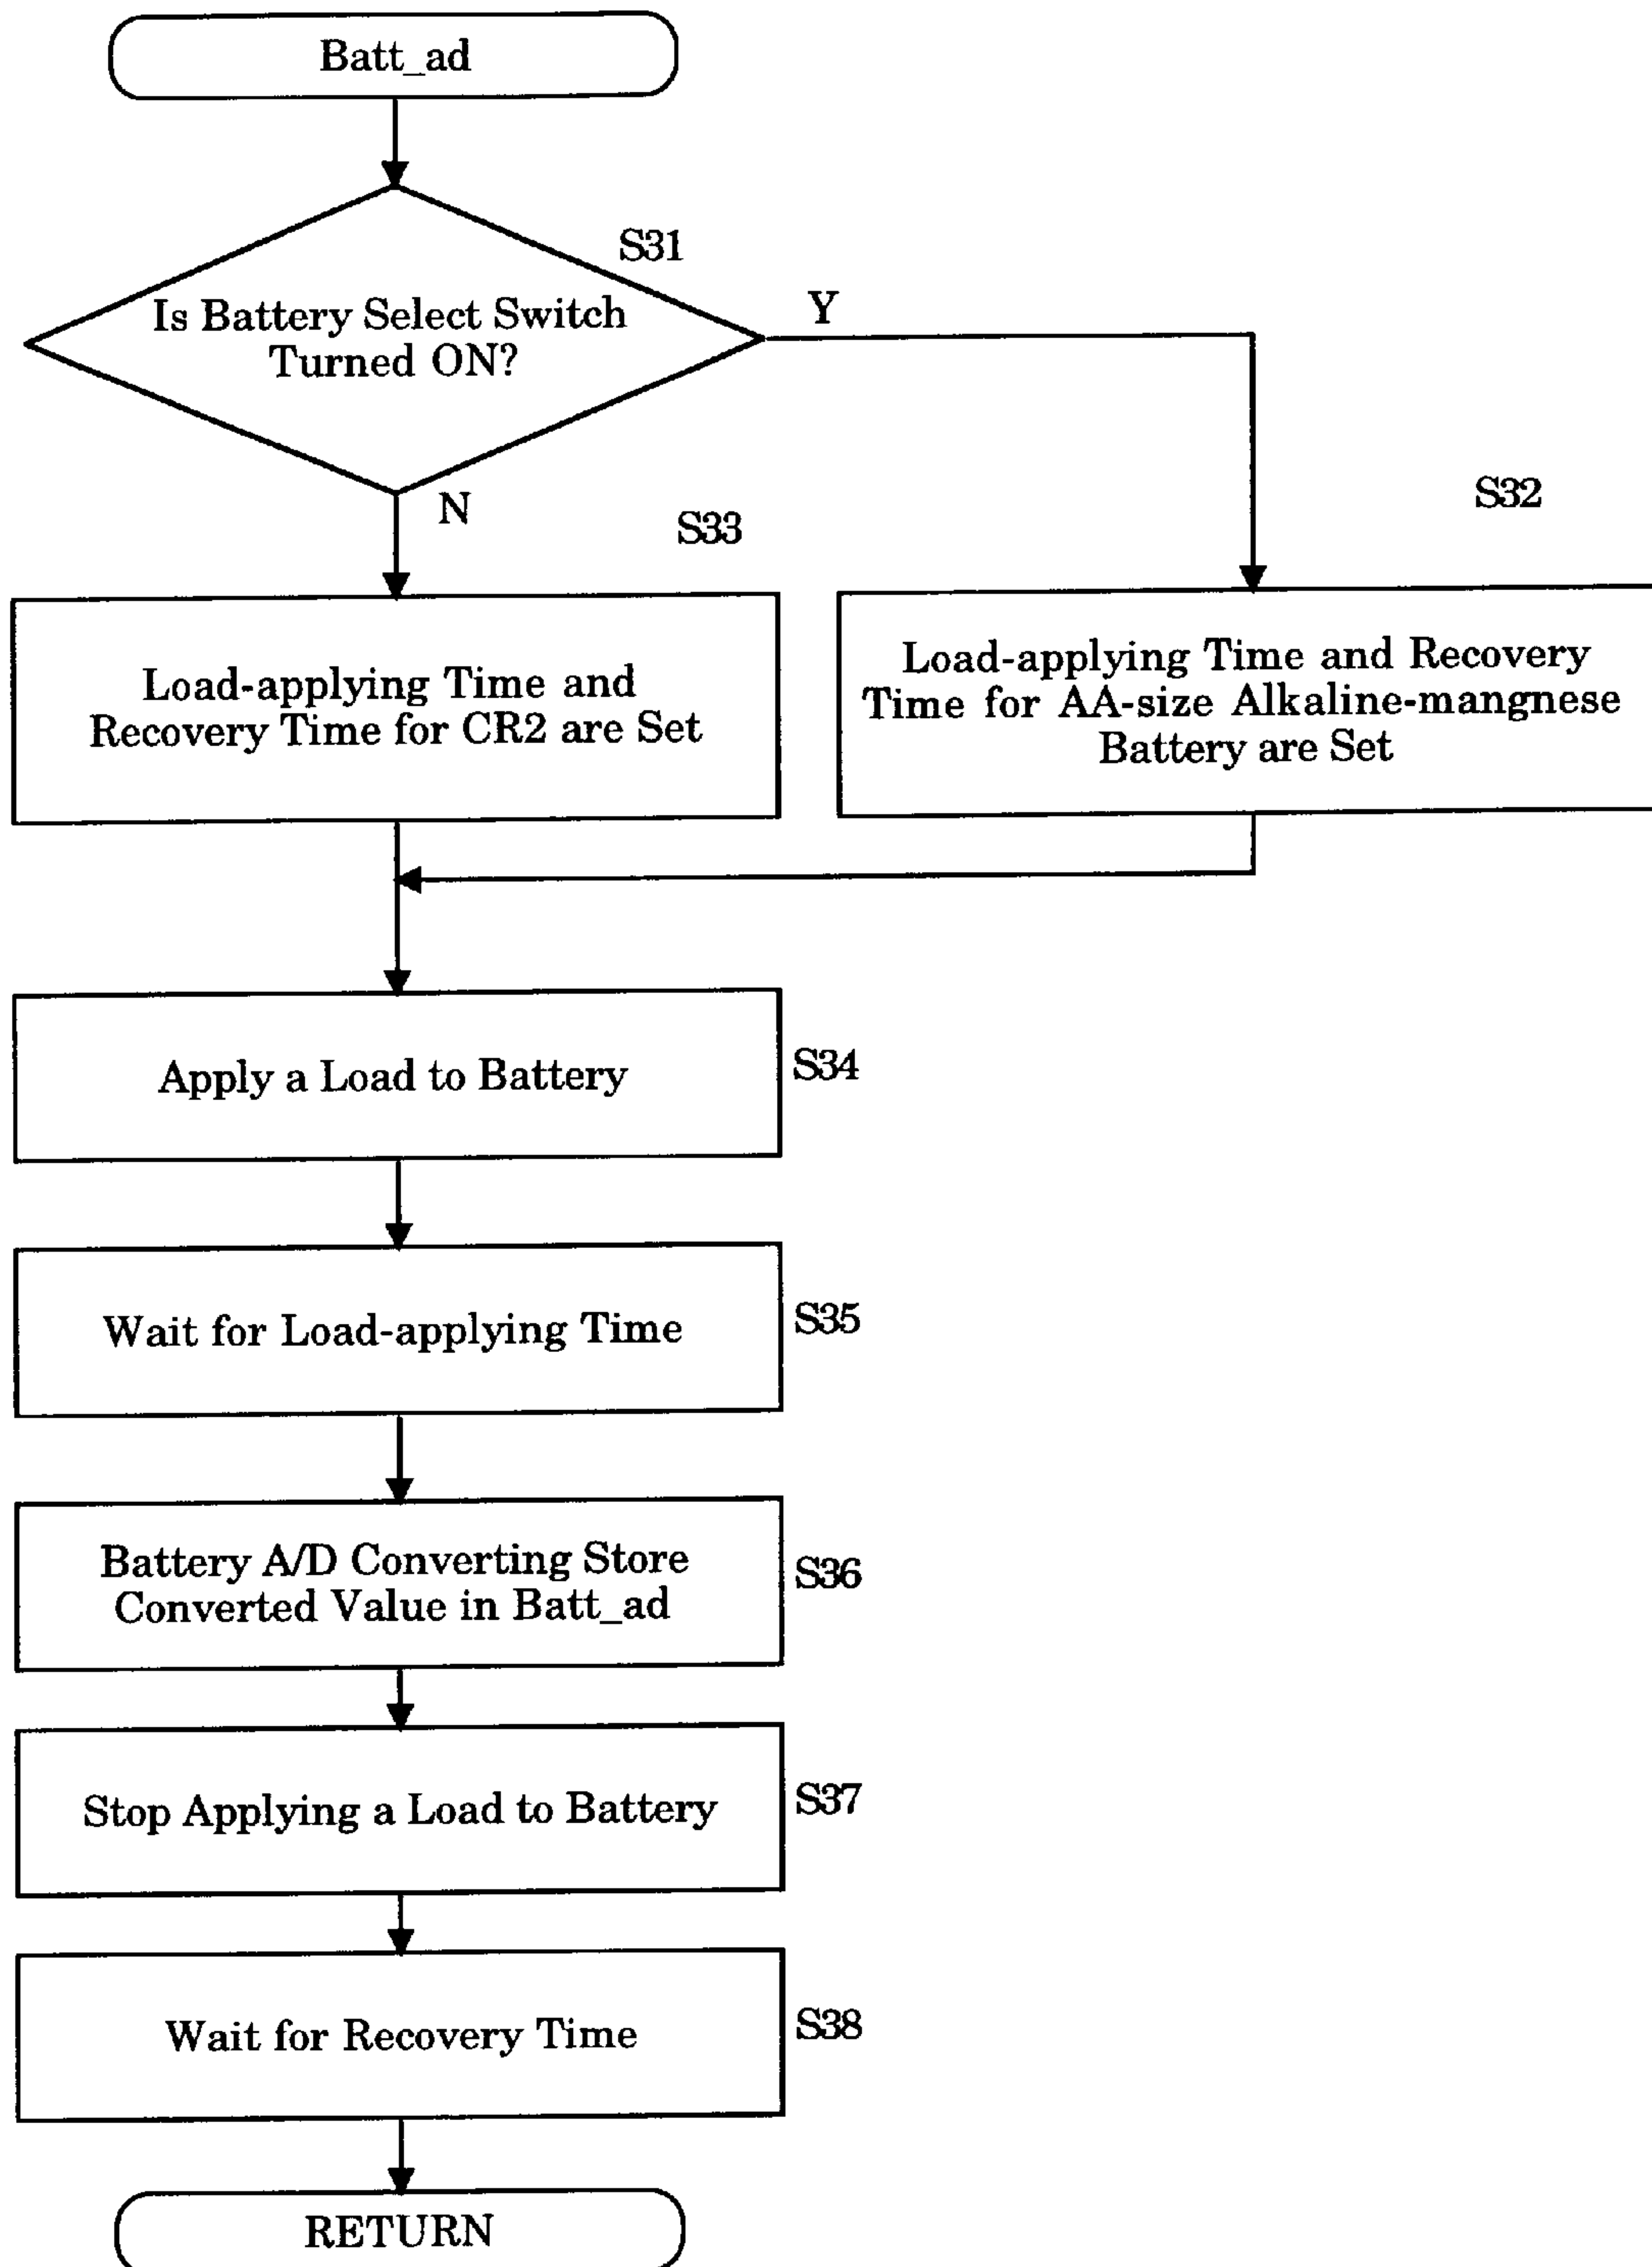 Batt_ad
S31
Is Battery Select Switch
Turned ON?
Y
N
S33
S32
Load-applying Time and
Recovery Time for CR2 are Set
Load-applying Time and Recovery
Time for AA-size Alkaline-mangnese
Battery are Set
Apply a Load to Battery
S34
Wait for Load-applying Time
S35
Battery A/D Converting Store
Converted Value in Batt_ad
S36
Stop Applying a Load to Battery
S37
Wait for Recovery Time
S38
RETURN